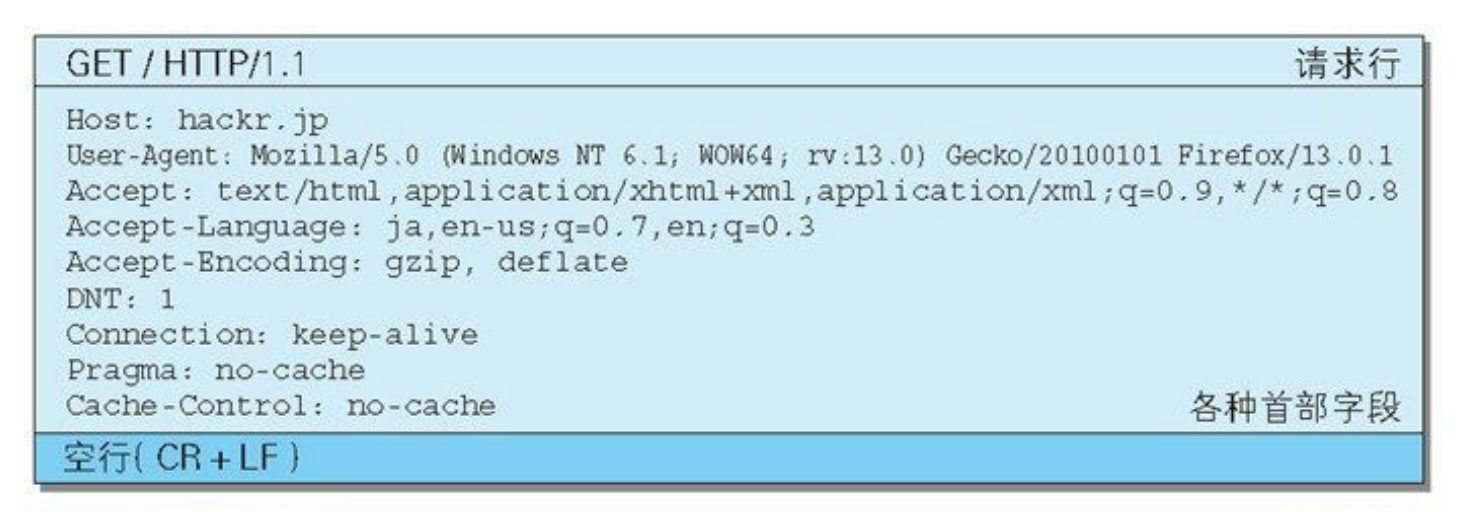 GET / HTTP/1.1 请求行
Host: hackr.jp
User-Agent: Mozilla/5.0 (Windows NT 6.1; WOW64; rv:13.0) Gecko/20100101 Firefox/13.0.1
Accept: text/html,application/xhtml+xml,application/xml;q=0.9,*/*;q=0.8
Accept-Language: ja,en-us;q=0.7,en;q=0.3
Accept-Encoding: gzip, deflate
DNT: 1
Connection: keep-alive
Pragma: no-cache
Cache-Control: no-cache 各种首部字段
空行( CR + LF )